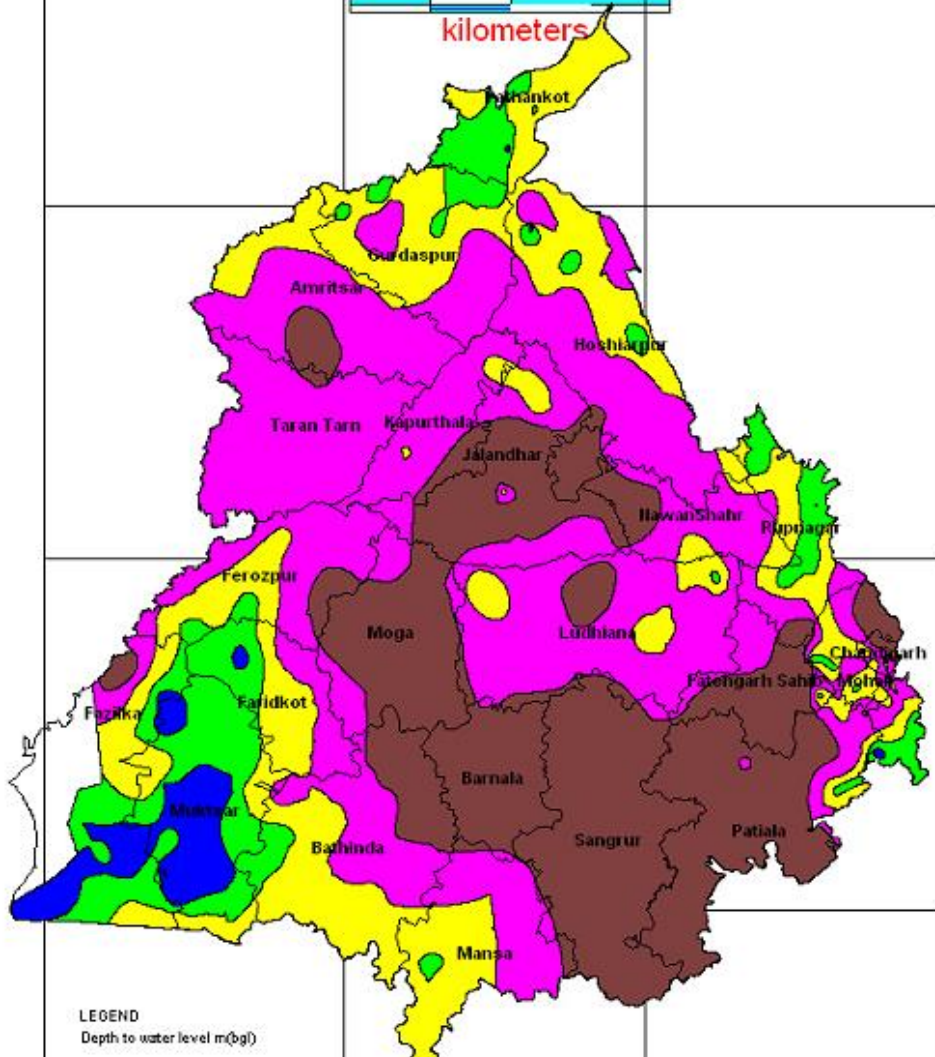 kilometers
Pathankot
Gurdaspur
Amritsar
Hoshiarpur
Taran Tarn
Kapurthala
Jalandhar
NawanShahr
Rupnagar
Ferozpur
Moga
Ludhiana
Chandigarh
Fatehgarh Sahib
Mohali
Fazilka
Faridkot
Barnala
Muktsar
Patiala
Sangrur
Bathinda
Mansa
LEGEND
Depth to water level m(bgl)